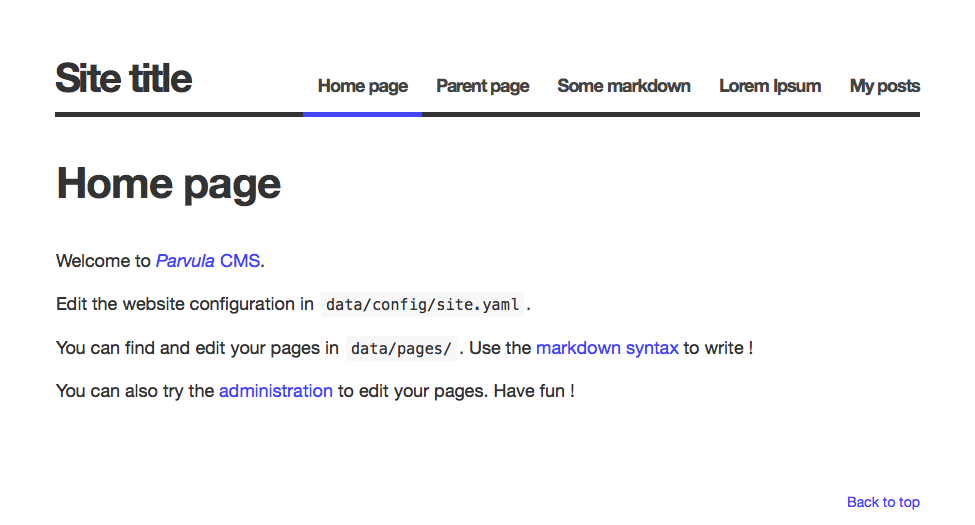 Site title
Home page Parent page Some markdown Lorem Ipsum My posts
Home page
Welcome to Parvula CMS.
Edit the website configuration in data/config/site.yaml .
You can find and edit your pages in data/pages/ . Use the markdown syntax to write !
You can also try the administration to edit your pages. Have fun !
Back to top